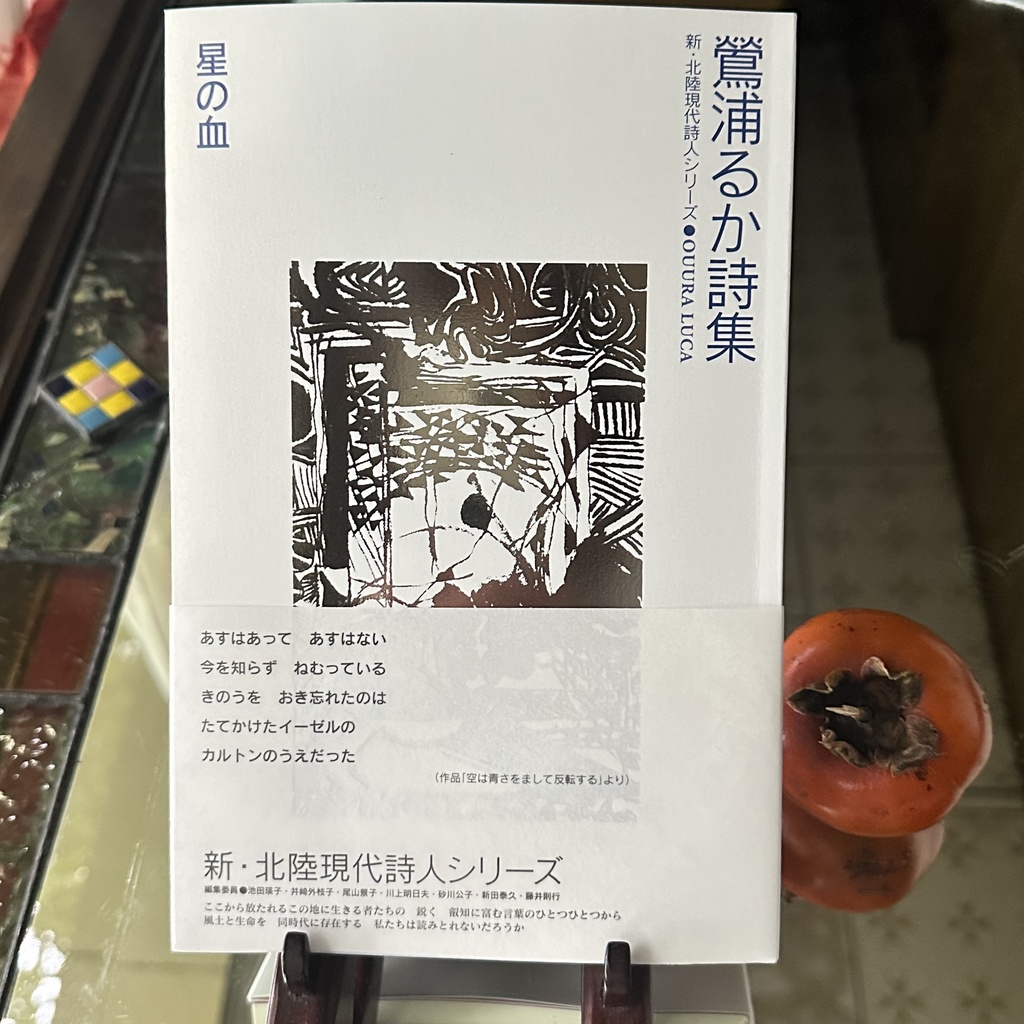 鶯浦るか詩集
新・北陸現代詩人シリーズ●OUURA LUCA
星の血
あすはあって　あすはない
今を知らず　ねむっている
きのうを　おき忘れたのは
たてかけたイーゼルの
カルトンのうえだった
(作品「空は青さをまして反転する」より)
新・北陸現代詩人シリーズ
編集委員●池田瑛子・井崎外枝子・尾山景子・川上明日夫・砂川公子・新田泰久・藤井則行
ここから放たれるこの地に生きる者たちの　鋭く　叡知に富む言葉のひとつひとつから
風土と生命を　同時代に存在する　私たちは読みとれないだろうか